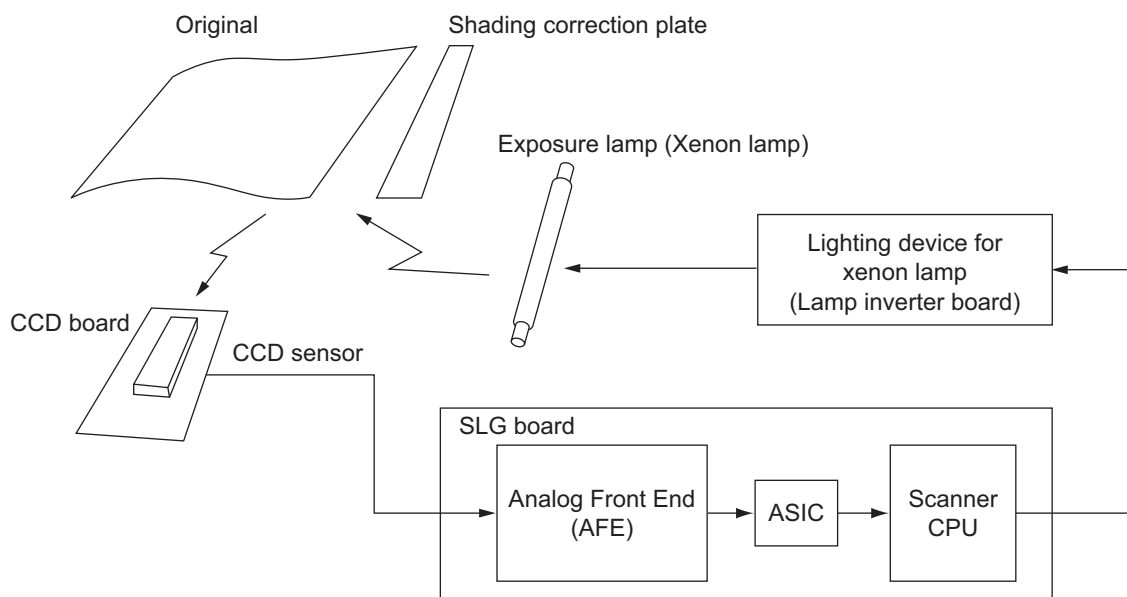 Original
Shading correction plate
Exposure lamp (Xenon lamp)
Lighting device for
xenon lamp
(Lamp inverter board)
CCD board
CCD sensor
SLG board
Analog Front End
(AFE)
ASIC
Scanner
CPU